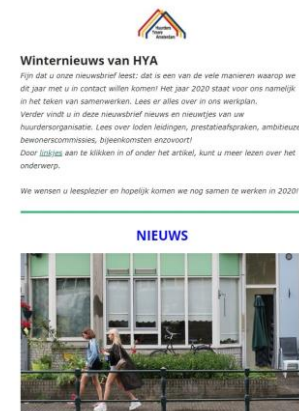 Huurders
Team
Amsterdam
Winternieuws van HYA
Fijn dat u onze nieuwsbrief leest: dat is een van de vele manieren waarop we
dit jaar met u in contact willen komen! Het jaar 2020 staat voor ons namelijk
in het teken van samenwerken. Lees er alles over in ons werkplan.
Verder vindt u in deze nieuwsbrief nieuws en nieuwtjes van uw
huurdersorganisatie. Lees over loden leidingen, prestatieafspraken, ambitieuze
bewonerscommissies, bijeenkomsten enzovoort!
Door linkjes aan te klikken in of onder het artikel, kunt u meer lezen over het
onderwerp.
We wensen u leesplezier en hopelijk komen we nog samen te werken in 2020!
NIEUWS